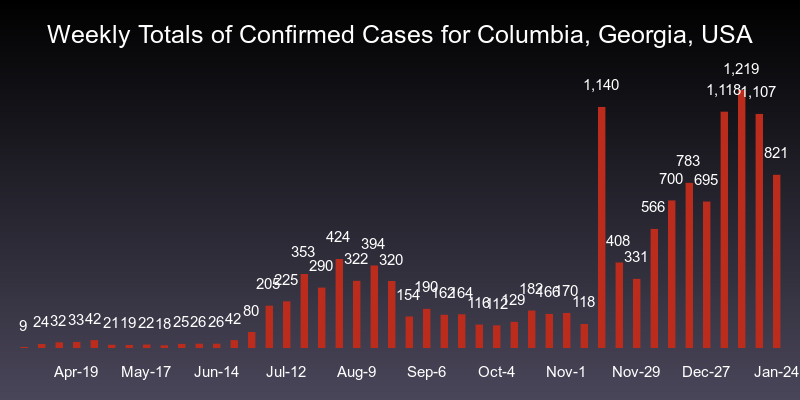 Weekly Totals of Confirmed Cases for Columbia, Georgia, USA
9 24 32 33 42 21 19 22 18 25 26 26 42 80 205 225 353 290 424 322 394 320 154 190 162 164 116 112 129 182 166 170 118 1,140 408 331 566 700 783 695 1,118 1,219 1,107 821
Apr-19 May-17 Jun-14 Jul-12 Aug-9 Sep-6 Oct-4 Nov-1 Nov-29 Dec-27 Jan-24